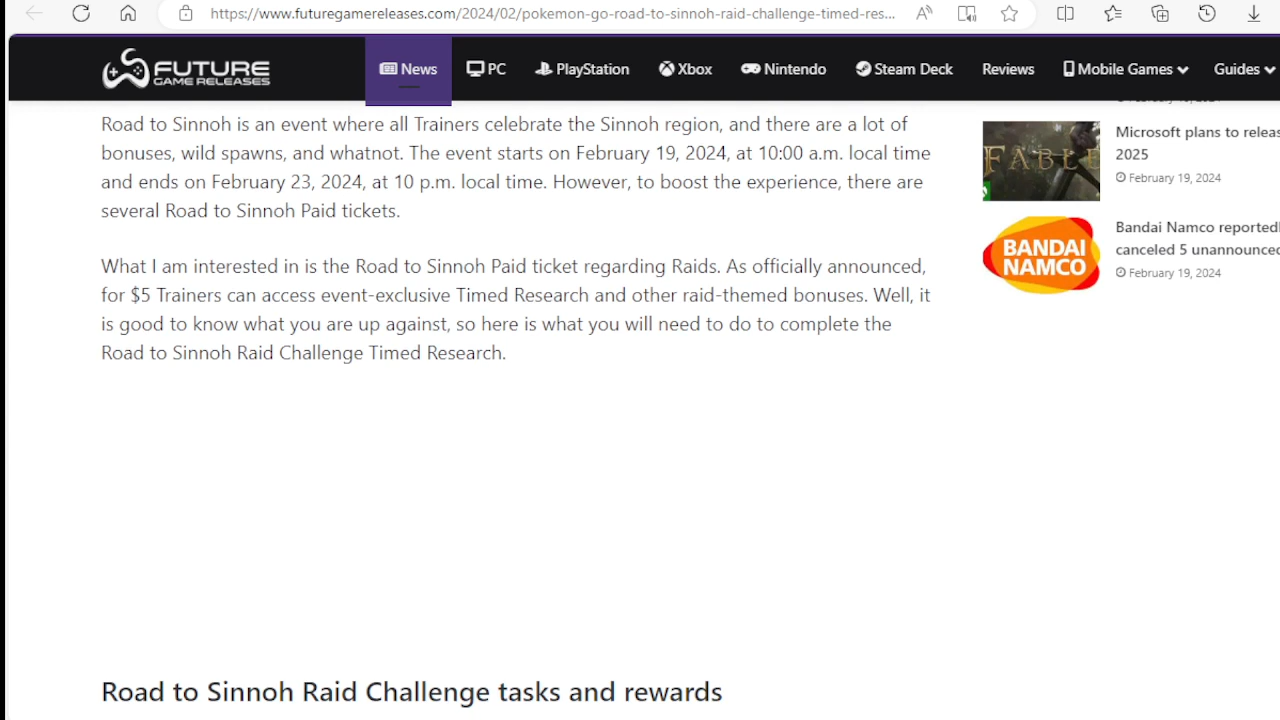 https://www.futuregamereleases.com/2024/02/pokemon-go-road-to-sinnoh-raid-challenge-timed-res...
FUTURE
GAME RELEASES
News
PC
PlayStation
Xbox
Nintendo
Steam Deck
Reviews
Mobile Games
Guides
Road to Sinnoh is an event where all Trainers celebrate the Sinnoh region, and there are a lot of
bonuses, wild spawns, and whatnot. The event starts on February 19, 2024, at 10:00 a.m. local time
and ends on February 23, 2024, at 10 p.m. local time. However, to boost the experience, there are
several Road to Sinnoh Paid tickets.
What I am interested in is the Road to Sinnoh Paid ticket regarding Raids. As officially announced,
for $5 Trainers can access event-exclusive Timed Research and other raid-themed bonuses. Well, it
is good to know what you are up against, so here is what you will need to do to complete the
Road to Sinnoh Raid Challenge Timed Research.
Road to Sinnoh Raid Challenge tasks and rewards
FABLE
Microsoft plans to releas
2025
February 19, 2024
BANDAI
NAMCO
Bandai Namco reportedl
canceled 5 unannounced
February 19, 2024